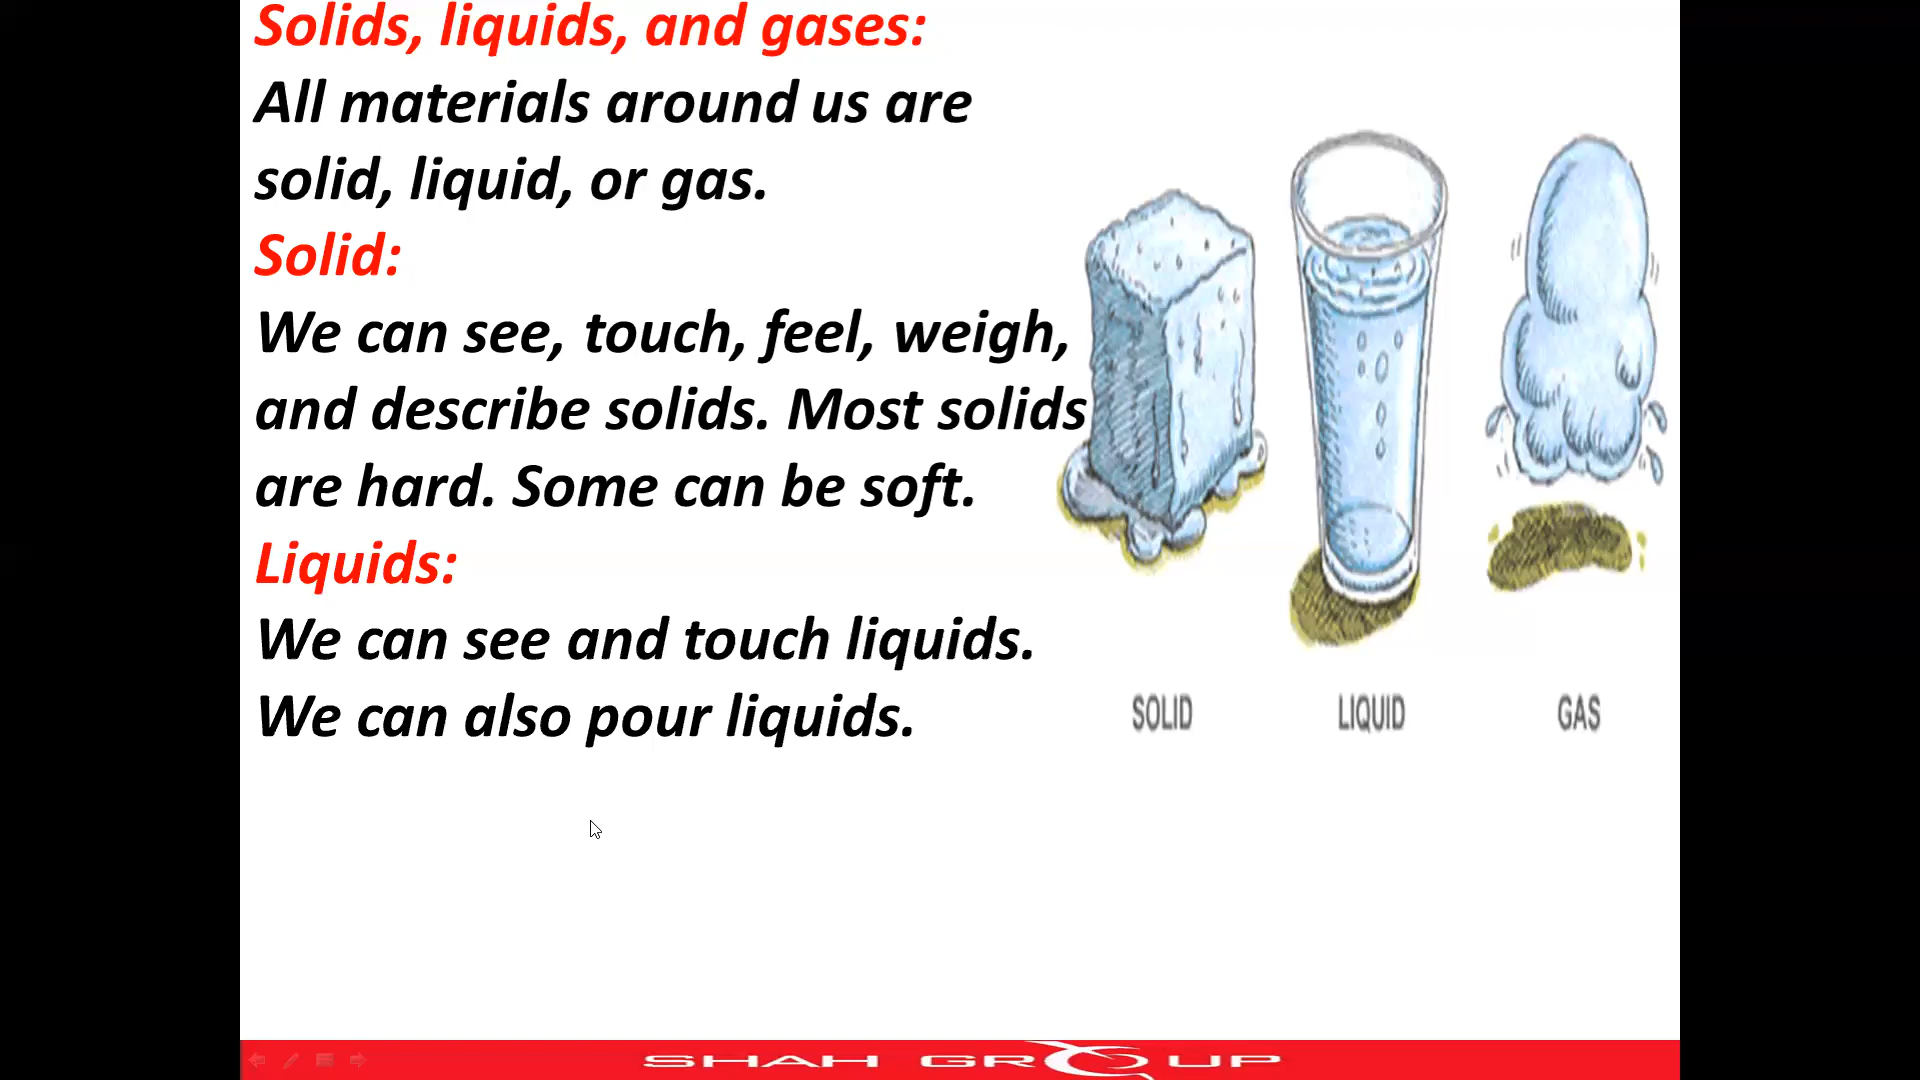 Solids, liquids, and gases:
All materials around us are
solid, liquid, or gas.
Solid:
We can see, touch, feel, weigh,
and describe solids. Most solids
are hard. Some can be soft.
Liquids:
We can see and touch liquids.
We can also pour liquids.
SOLID LIQUID GAS
SHAH GROUP